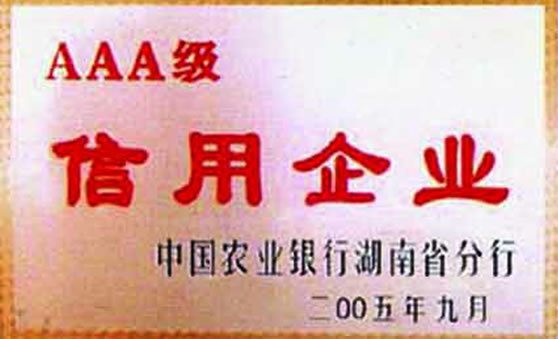 AAA级
信用企业
中国农业银行湖南省分行
二00五年九月